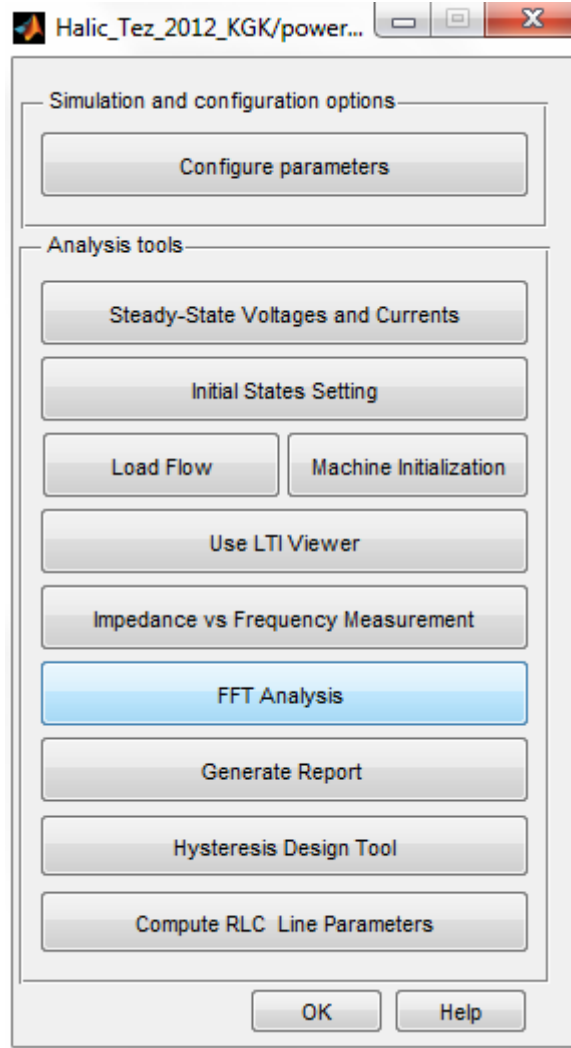 Halic_Tez_2012_KGK/power...
Simulation and configuration options
Configure parameters
Analysis tools
Steady-State Voltages and Currents
Initial States Setting
Load Flow Machine Initialization
Use LTI Viewer
Impedance vs Frequency Measurement
FFT Analysis
Generate Report
Hysteresis Design Tool
Compute RLC Line Parameters
OK Help